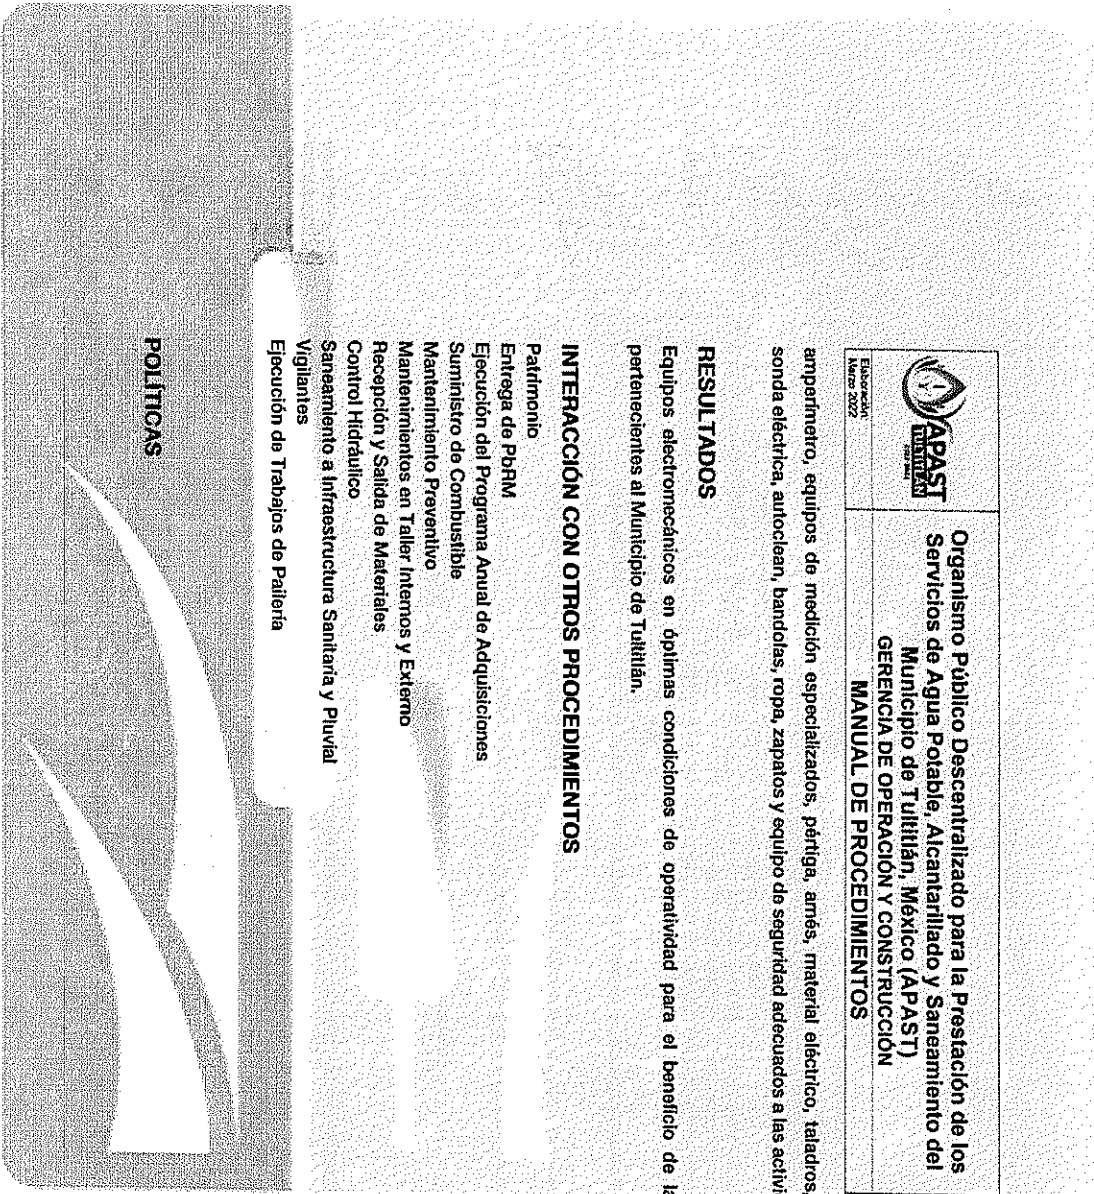 APAST
TULTITLÁN
Elaboración:
Marzo 2022
Organismo Público Descentralizado para la Prestación de los
Servicios de Agua Potable, Alcantarillado y Saneamiento del
Municipio de Tultitlán, México (APAST)
GERENCIA DE OPERACIÓN Y CONSTRUCCIÓN
MANUAL DE PROCEDIMIENTOS
amperímetro, equipos de medición especializados, pértiga, arnés, material eléctrico, taladros,
sonda eléctrica, autoclean, bandolas, ropa, zapatos y equipo de seguridad adecuados a las activi
RESULTADOS
Equipos electromecánicos en óptimas condiciones de operatividad para el beneficio de la
pertenecientes al Municipio de Tultitlán.
INTERACCIÓN CON OTROS PROCEDIMIENTOS
Patrimonio
Entrega de PbRM
Ejecución del Programa Anual de Adquisiciones
Suministro de Combustible
Mantenimiento Preventivo
Mantenimientos en Taller Internos y Externo
Recepción y Salida de Materiales
Control Hidráulico
Saneamiento a Infraestructura Sanitaria y Pluvial
Vigilantes
Ejecución de Trabajos de Pailería
POLÍTICAS